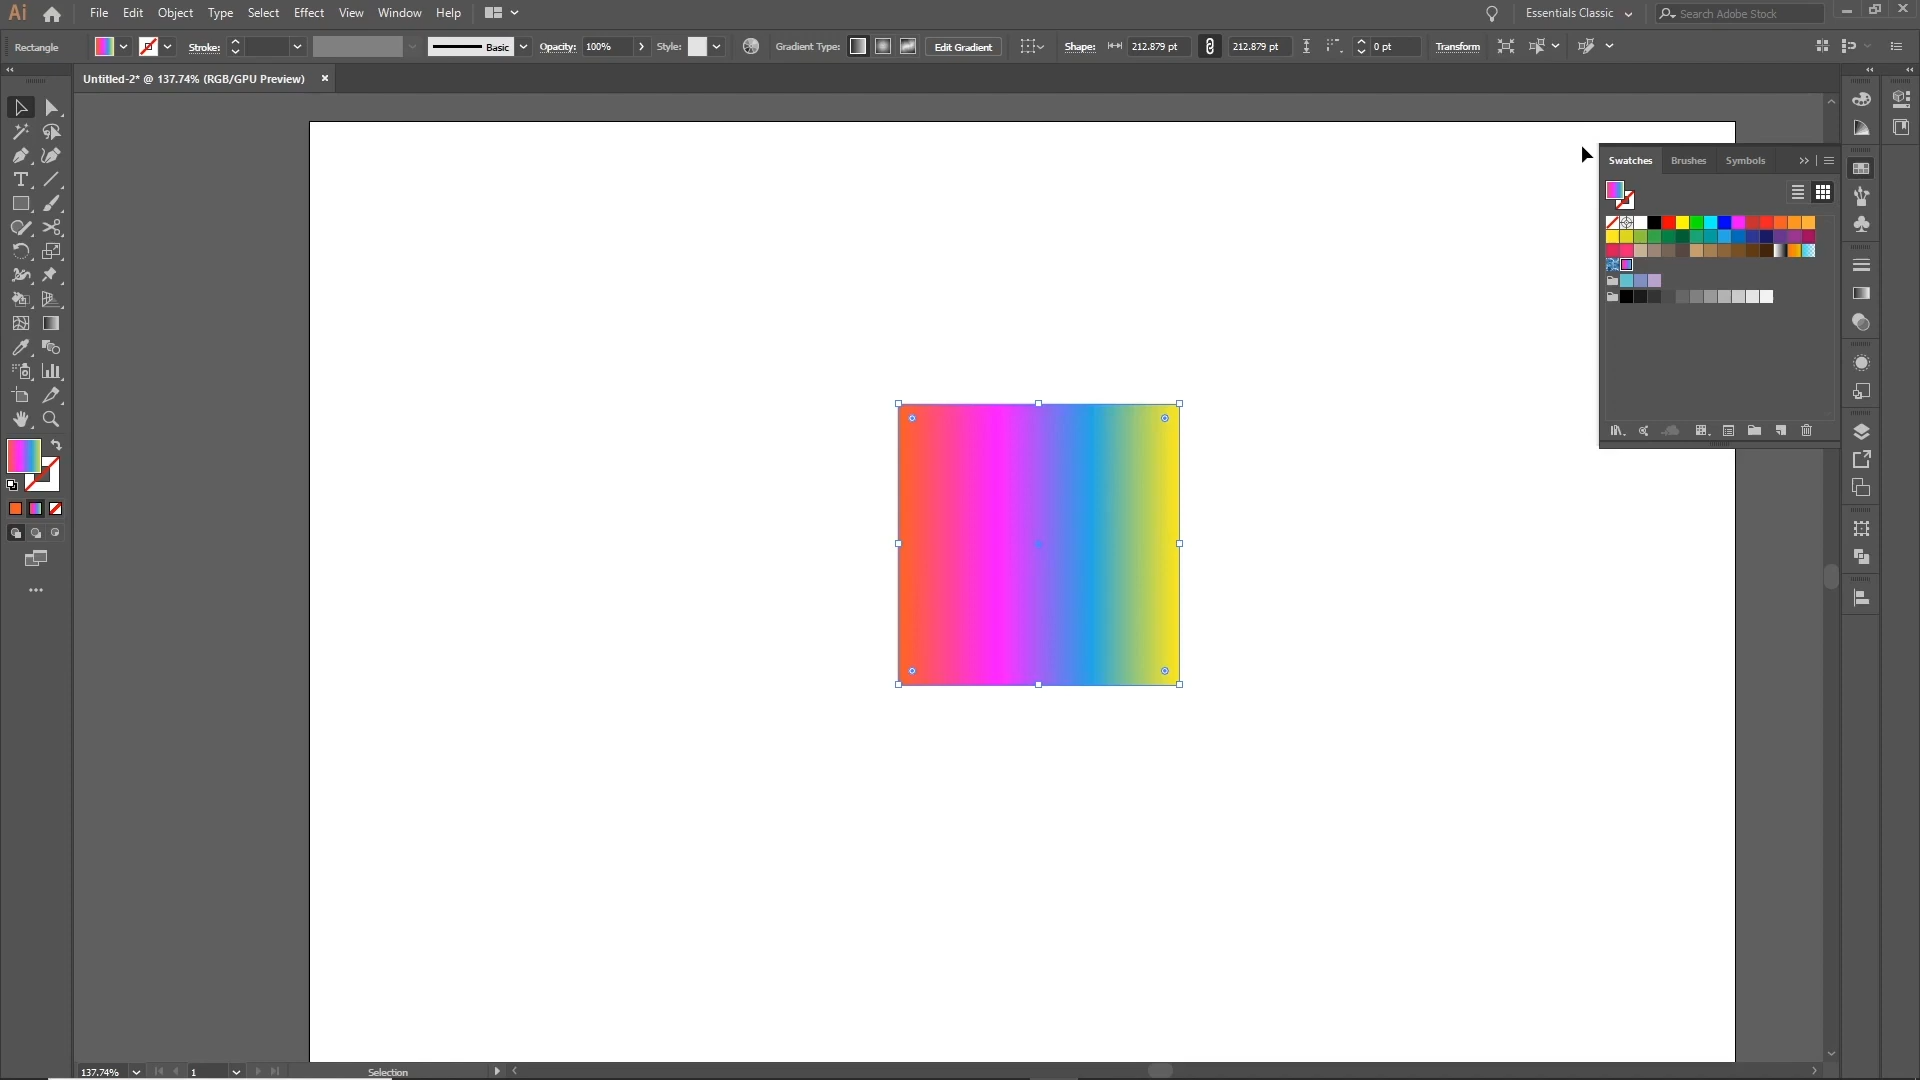 Ai File Edit Object Type Select Effect View Window Help Essentials Classic Search Adobe Stock
Rectangle Stroke: Basic Opacity: 100% Style: Gradient Type: Edit Gradient Shape: 212.879 pt 212.879 pt 0 pt Transform
Untitled-2* @ 137.74% (RGB/GPU Preview) ×
Swatches Brushes Symbols
137.74% 1 Selection